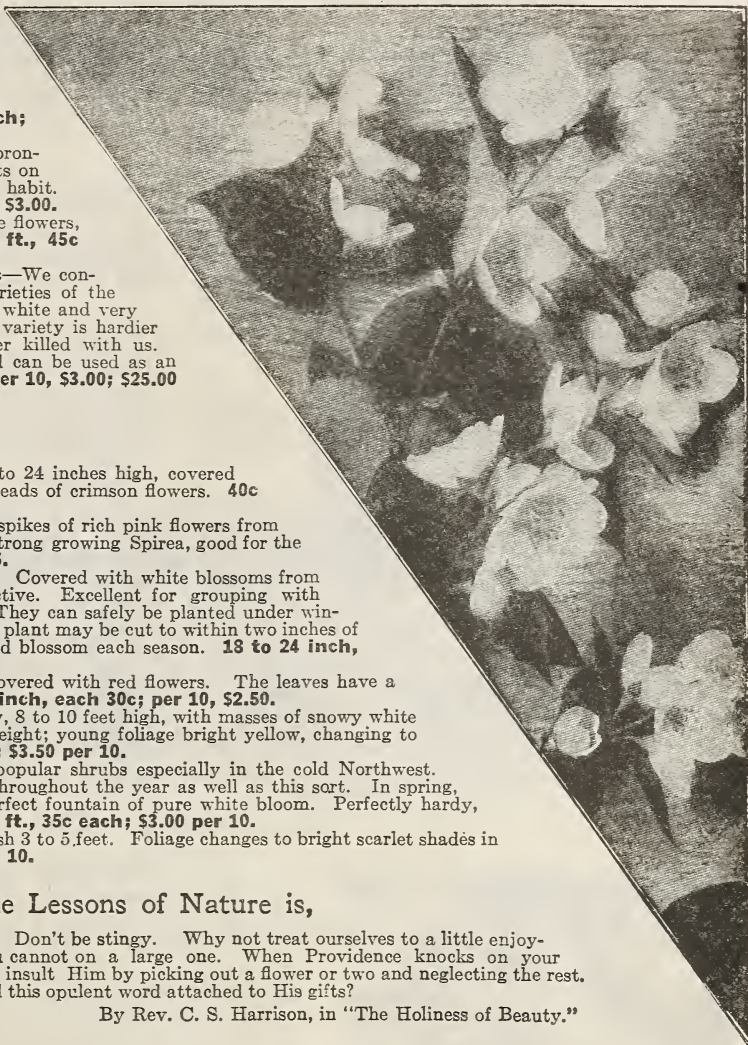 ch;
oron-
s on
habit.
$3.00.
e flowers,
ft., 45c
—We con-
rieties of the
white and very
variety is hardier
er killed with us.
l can be used as an
er 10, $3.00; $25.00
to 24 inches high, covered
eads of crimson flowers. 40c
spikes of rich pink flowers from
trong growing Spirea, good for the
Covered with white blossoms from
tive. Excellent for grouping with
They can safely be planted under win-
plant may be cut to within two inches of
d blossom each season. 18 to 24 inch,
overed with red flowers. The leaves have a
inch, each 30c; per 10, $2.50.
, 8 to 10 feet high, with masses of snowy white
eight; young foliage bright yellow, changing to
$3.50 per 10.
popular shrubs especially in the cold Northwest.
hroughout the year as well as this sort. In spring,
rfect fountain of pure white bloom. Perfectly hardy,
ft., 35c each; $3.00 per 10.
sh 3 to 5 feet. Foliage changes to bright scarlet shades in
10.
e Lessons of Nature is,
Don't be stingy. Why not treat ourselves to a little enjoy-
cannot on a large one. When Providence knocks on your
insult Him by picking out a flower or two and neglecting the rest.
this opulent word attached to His gifts?
By Rev. C. S. Harrison, in "The Holiness of Beauty."